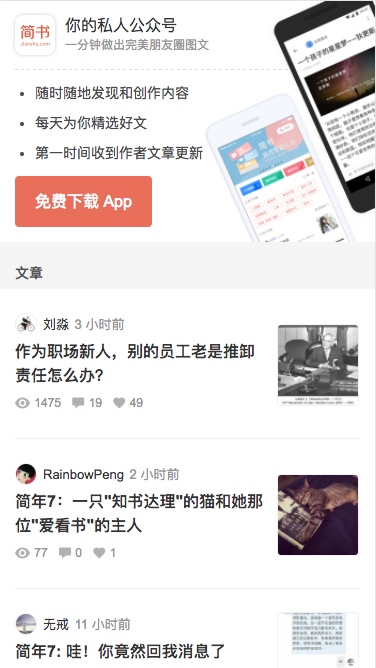 简书
Jianshu.com
你的私人公众号
一分钟做出完美朋友圈图文
随时随地发现和创作内容
每天为你精选好文
第一时间收到作者文章更新
免费下载 App
一个孩子的星星梦
简书
文章
刘淼 3 小时前
作为职场新人，别的员工老是推卸
责任怎么办?
1475 19 49
RainbowPeng 2 小时前
简年7：一只"知书达理"的猫和她那
位"爱看书"的主人
77 0 1
无戒 11 小时前
简年7: 哇！你竟然回我消息了